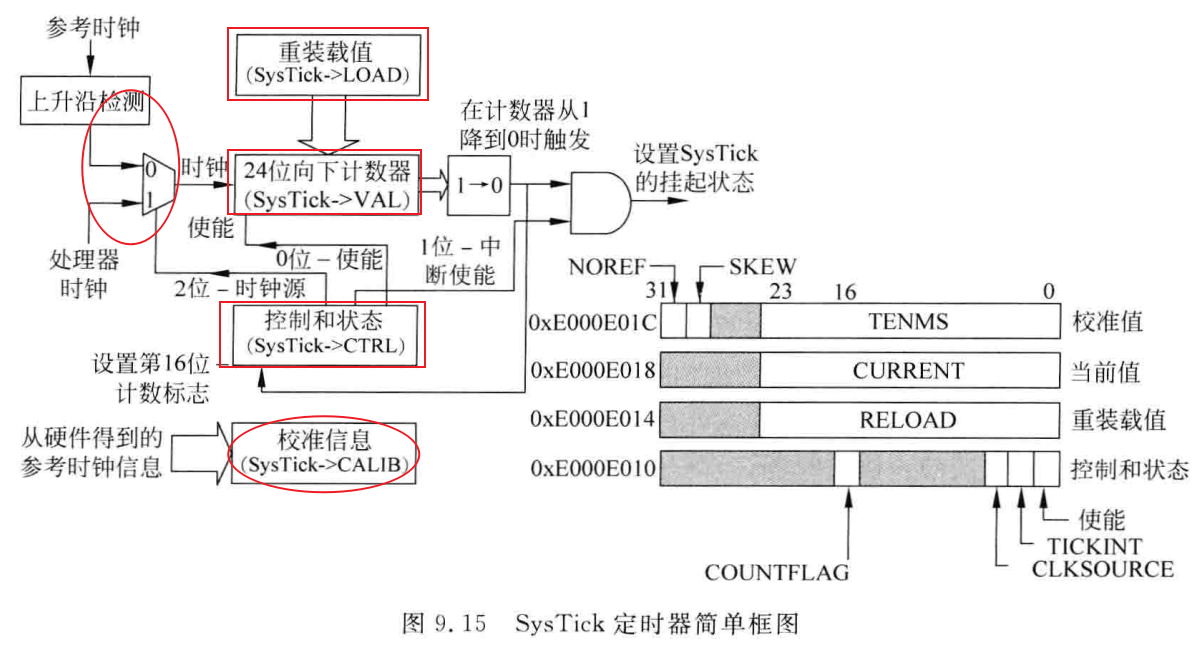 参考时钟
上升沿检测
重装载值
(SysTick->LOAD)
在计数器从1
降到0时触发
0
1
时钟
24位向下计数器
(SysTick->VAL)
1→0
设置SysTick
的挂起状态
处理器
时钟
使能
0位－使能
1位－中
断使能
2位－时钟源
控制和状态
(SysTick->CTRL)
设置第16位
计数标志
从硬件得到的
参考时钟信息
校准信息
(SysTick->CALIB)
NOREF
SKEW
31
23
16
0
0xE000E01C
TENMS
校准值
0xE000E018
CURRENT
当前值
0xE000E014
RELOAD
重装载值
0xE000E010
控制和状态
使能
TICKINT
CLKSOURCE
COUNTFLAG
图 9.15 SysTick 定时器简单框图